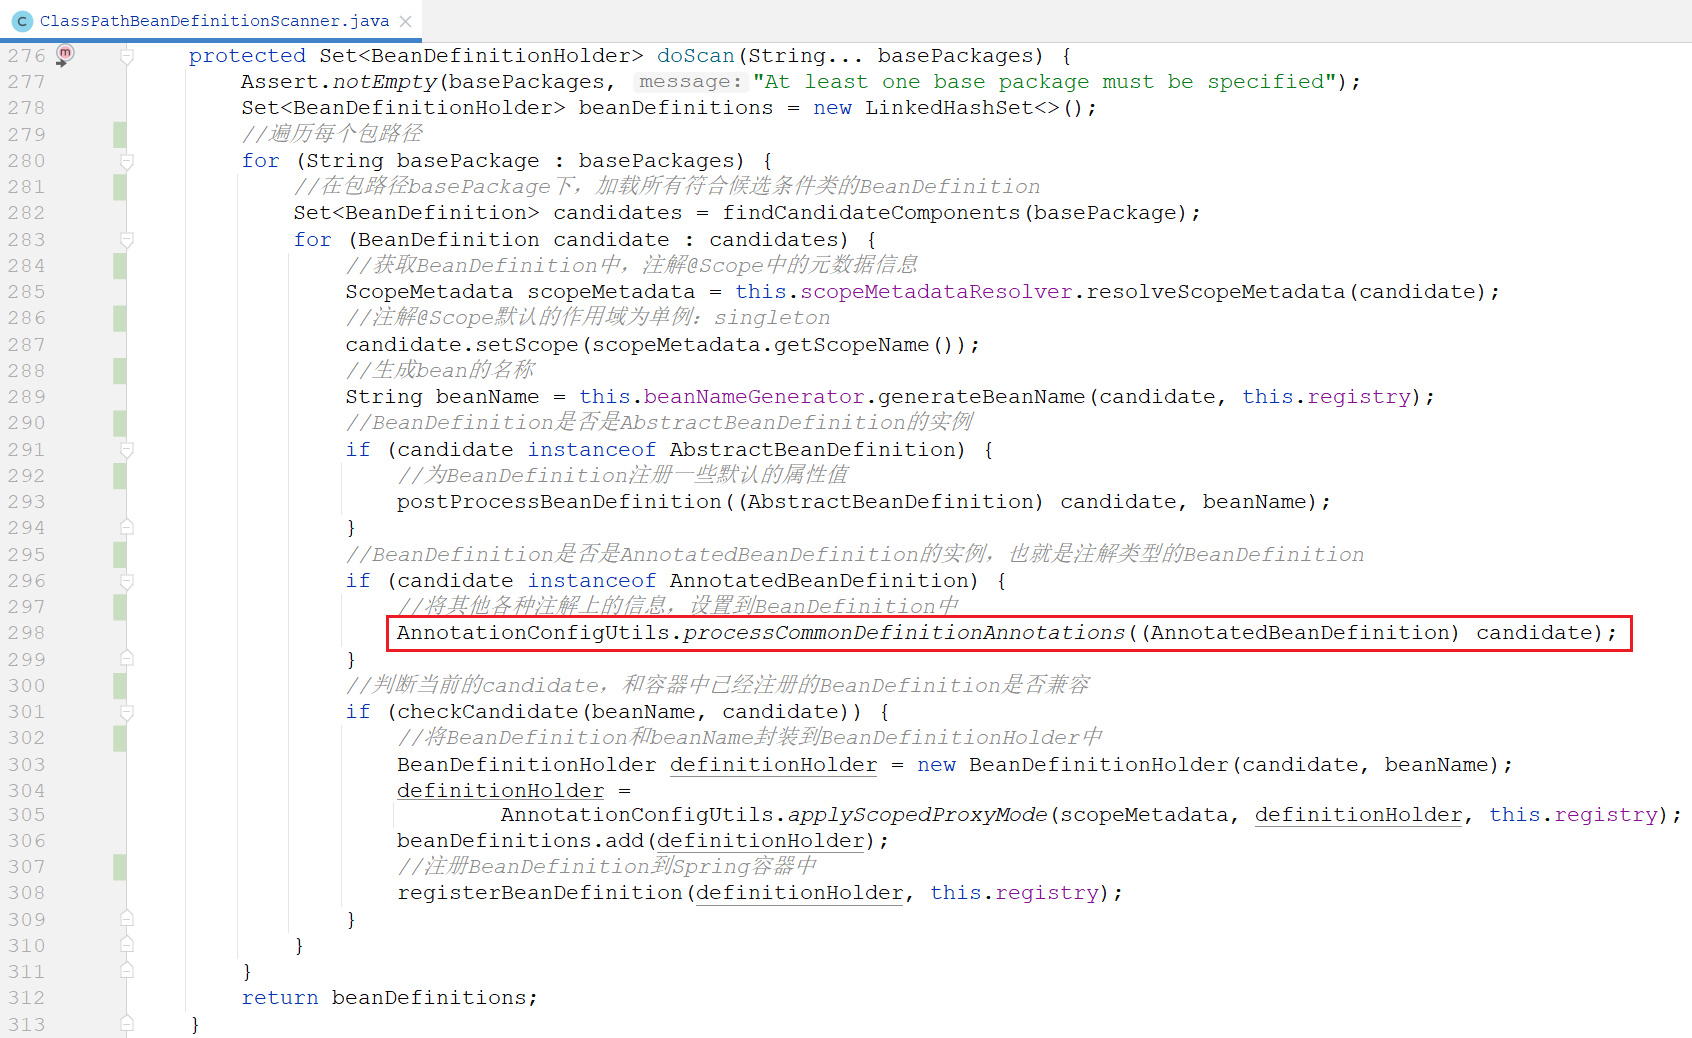 ClassPathBeanDefinitionScanner.java
276 protected Set<BeanDefinitionHolder> doScan(String... basePackages) {
277 Assert.notEmpty(basePackages, message: "At least one base package must be specified");
278 Set<BeanDefinitionHolder> beanDefinitions = new LinkedHashSet<>();
279 //遍历每个包路径
280 for (String basePackage : basePackages) {
281 //在包路径basePackage下，加载所有符合候选条件类的BeanDefinition
282 Set<BeanDefinition> candidates = findCandidateComponents(basePackage);
283 for (BeanDefinition candidate : candidates) {
284 //获取BeanDefinition中，注解@Scope中的元数据信息
285 ScopeMetadata scopeMetadata = this.scopeMetadataResolver.resolveScopeMetadata(candidate);
286 //注解@Scope默认的作用域为单例：singleton
287 candidate.setScope(scopeMetadata.getScopeName());
288 //生成bean的名称
289 String beanName = this.beanNameGenerator.generateBeanName(candidate, this.registry);
290 //BeanDefinition是否是AbstractBeanDefinition的实例
291 if (candidate instanceof AbstractBeanDefinition) {
292 //为BeanDefinition注册一些默认的属性值
293 postProcessBeanDefinition((AbstractBeanDefinition) candidate, beanName);
294 }
295 //BeanDefinition是否是AnnotatedBeanDefinition的实例，也就是注解类型的BeanDefinition
296 if (candidate instanceof AnnotatedBeanDefinition) {
297 //将其他各种注解上的信息，设置到BeanDefinition中
298 AnnotationConfigUtils.processCommonDefinitionAnnotations((AnnotatedBeanDefinition) candidate);
299 }
300 //判断当前的candidate，和容器中已经注册的BeanDefinition是否兼容
301 if (checkCandidate(beanName, candidate)) {
302 //将BeanDefinition和beanName封装到BeanDefinitionHolder中
303 BeanDefinitionHolder definitionHolder = new BeanDefinitionHolder(candidate, beanName);
304 definitionHolder =
305 AnnotationConfigUtils.applyScopedProxyMode(scopeMetadata, definitionHolder, this.registry);
306 beanDefinitions.add(definitionHolder);
307 //注册BeanDefinition到Spring容器中
308 registerBeanDefinition(definitionHolder, this.registry);
309 }
310 }
311 }
312 return beanDefinitions;
313 }